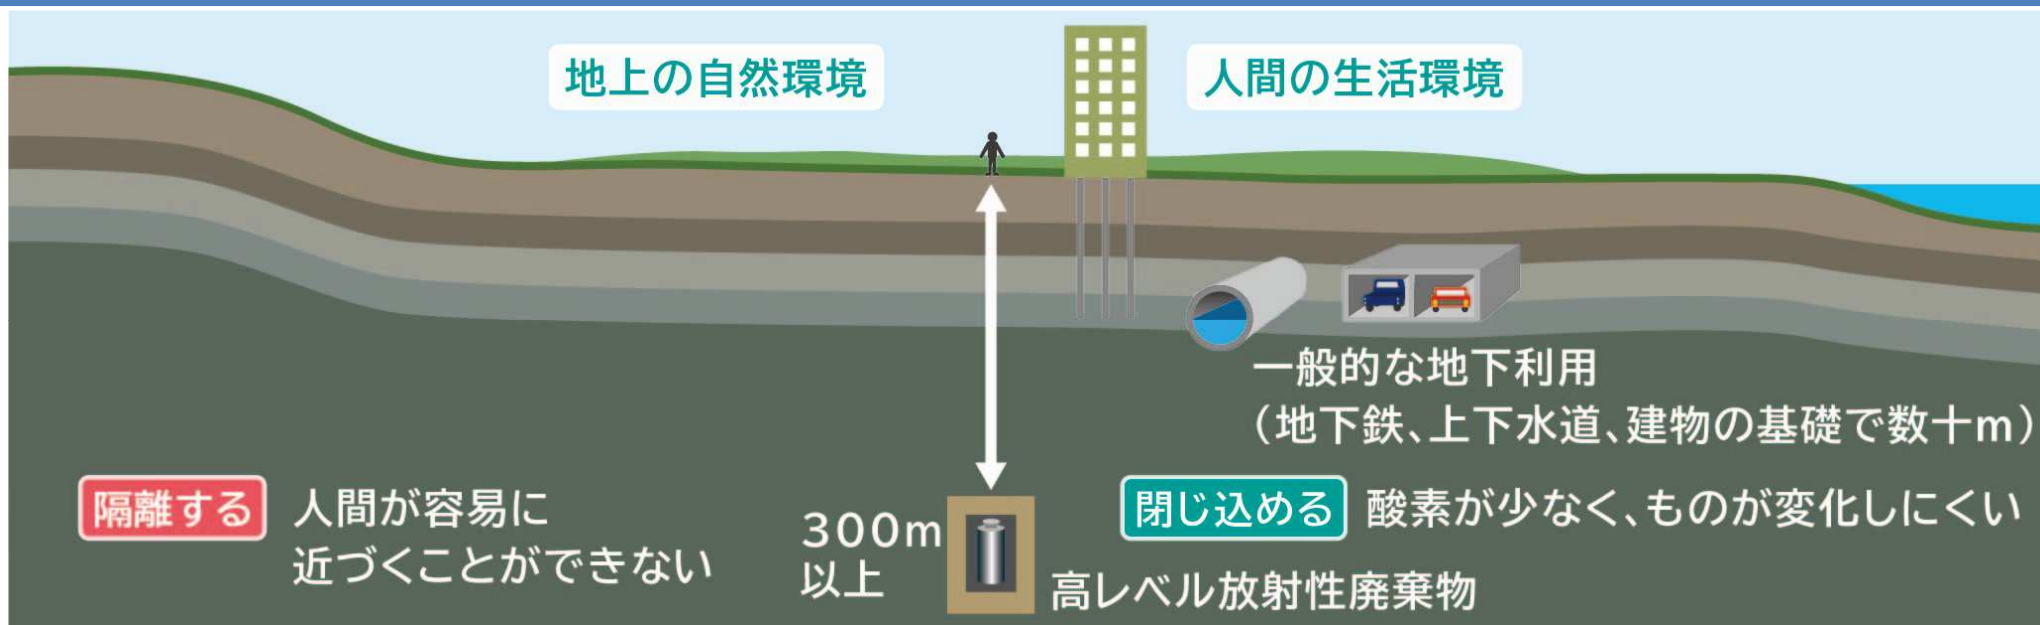 地上の自然環境
人間の生活環境
一般的な地下利用
(地下鉄、上下水道、建物の基礎で数十m)
隔離する
人間が容易に
近づくことができない
300m
以上
閉じ込める
酸素が少なく、ものが変化しにくい
高レベル放射性廃棄物